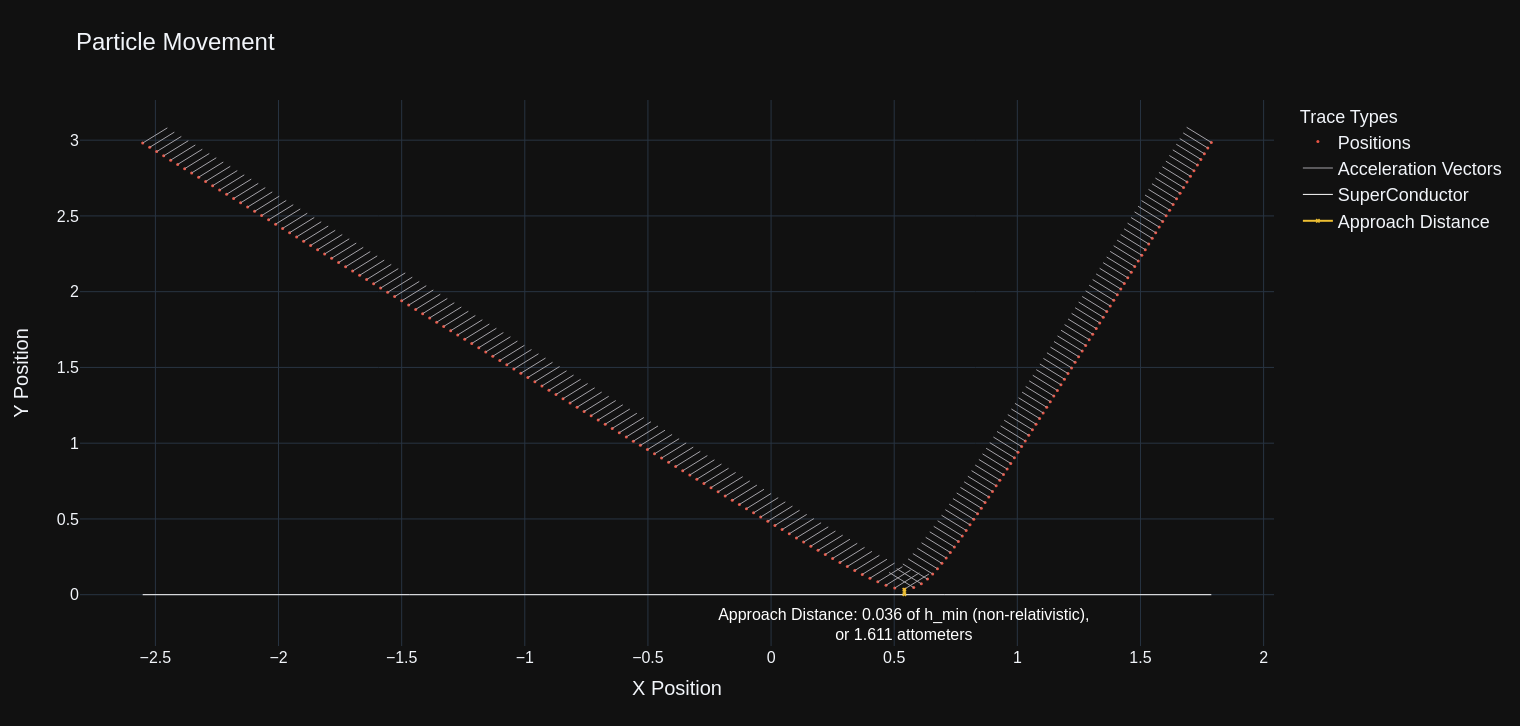 Particle Movement
Trace Types
Positions
Acceleration Vectors
SuperConductor
Approach Distance
Y Position
3
2.5
2
1.5
1
0.5
0
Approach Distance: 0.036 of h_min (non-relativistic),
or 1.611 attometers
−2.5 −2 −1.5 −1 −0.5 0 0.5 1 1.5 2
X Position